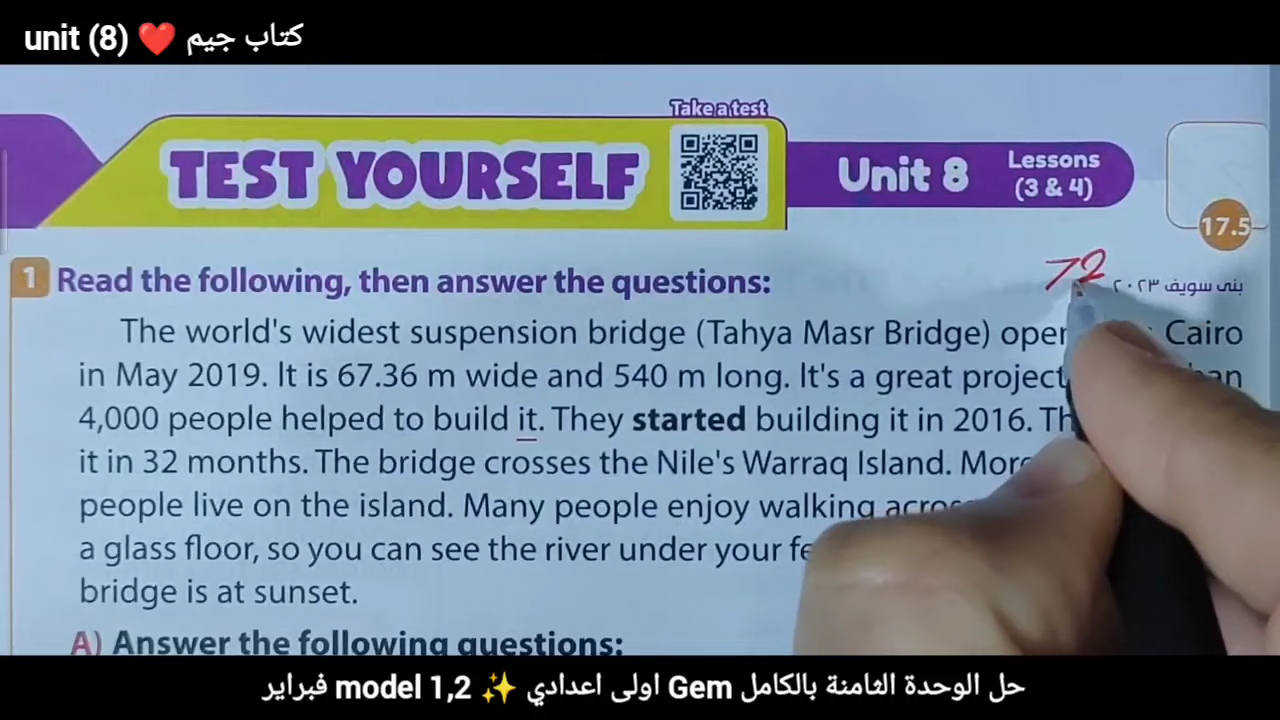 كتاب جيم ❤️ unit (8)
Take a test
TEST YOURSELF
Unit 8
Lessons
(3 & 4)
17.5
72
1 Read the following, then answer the questions:
بنى سويف ٢٠٢٣
The world's widest suspension bridge (Tahya Masr Bridge) Cairo
in May 2019. It is 67.36 m wide and 540 m long. It's a great project
4,000 people helped to build it. They started building it in 2016.
it in 32 months. The bridge crosses the Nile's Warraq Island.
people live on the island. Many people enjoy walking
a glass floor, so you can see the river under your
bridge is at sunset.
A) Answer the following questions:
حل الوحدة الثامنة بالكامل Gem اولى اعدادي ✨ model 1,2 فبراير